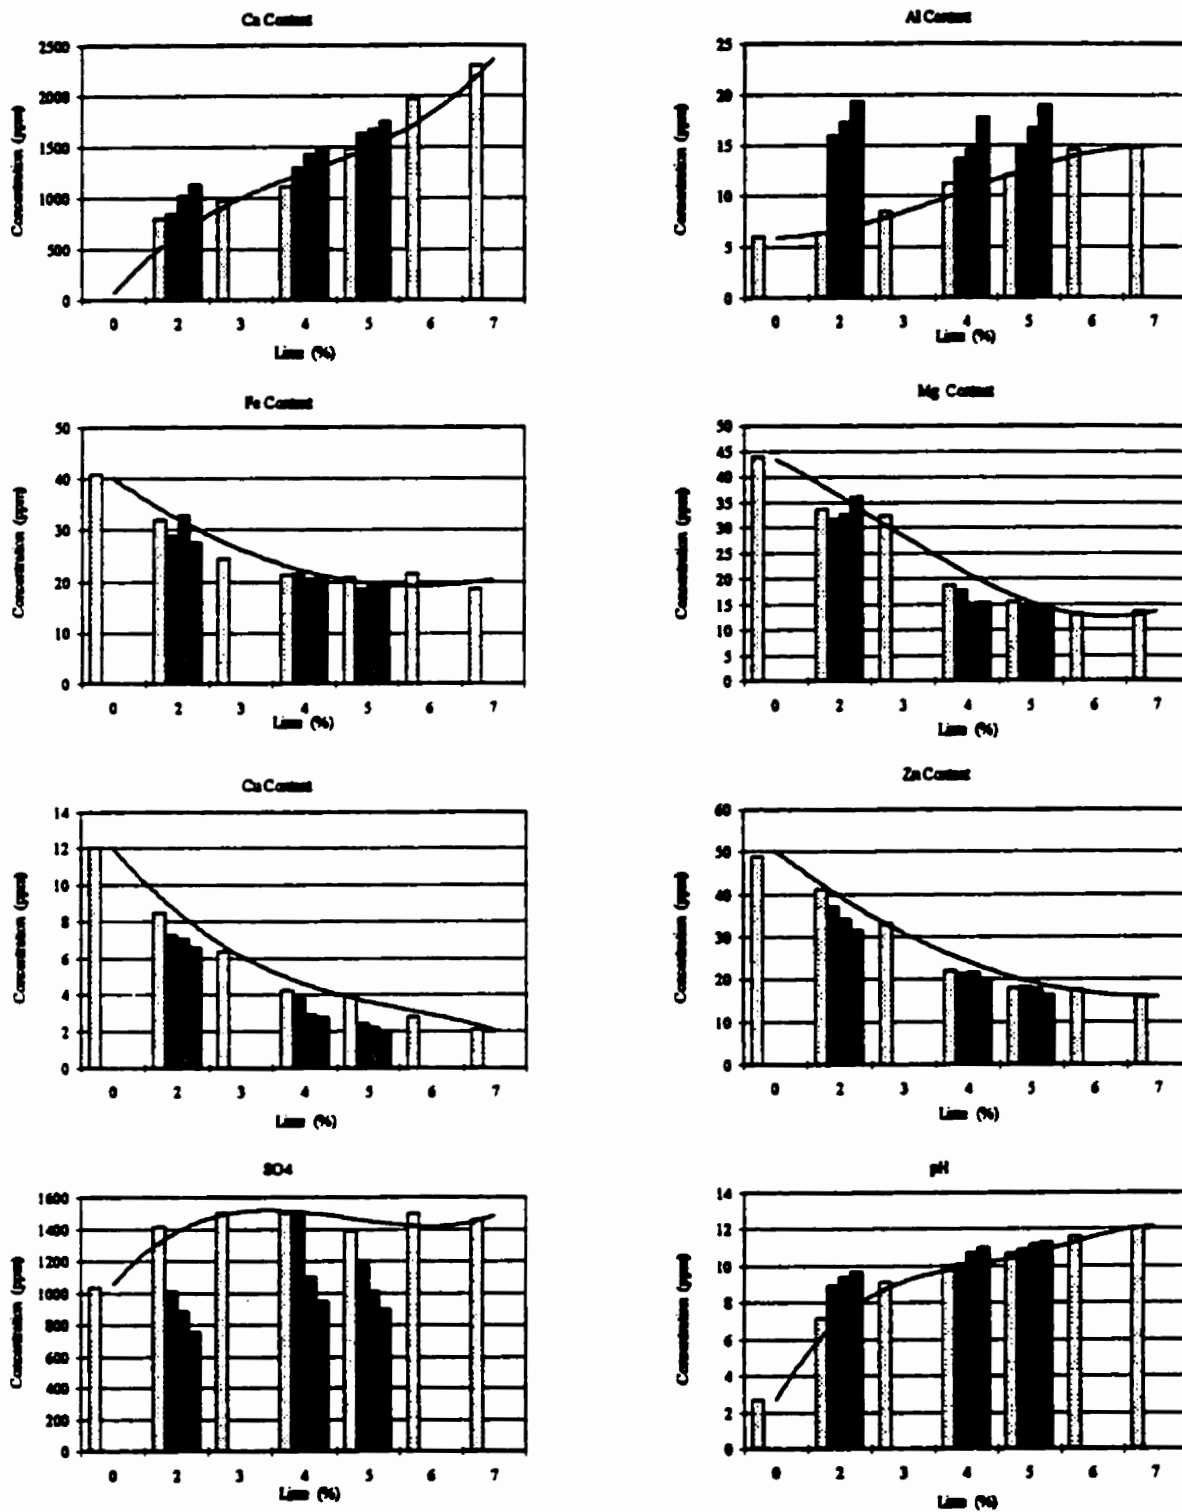 Ca Content
Concentration (ppm)
2500
2000
1500
1000
500
0
0 2 3 4 5 6 7
Lime (%)
Al Content
Concentration (ppm)
25
20
15
10
5
0
0 2 3 4 5 6 7
Lime (%)
Fe Content
Concentration (ppm)
50
40
30
20
10
0
0 2 3 4 5 6 7
Lime (%)
Mg Content
Concentration (ppm)
50
45
40
35
30
25
20
15
10
5
0
0 2 3 4 5 6 7
Lime (%)
Cu Content
Concentration (ppm)
14
12
10
8
6
4
2
0
0 2 3 4 5 6 7
Lime (%)
Zn Content
Concentration (ppm)
60
50
40
30
20
10
0
0 2 3 4 5 6 7
Lime (%)
SO4
Concentration (ppm)
1600
1400
1200
1000
800
600
400
200
0
0 2 3 4 5 6 7
Lime (%)
pH
Concentration (ppm)
14
12
10
8
6
4
2
0
0 2 3 4 5 6 7
Lime (%)